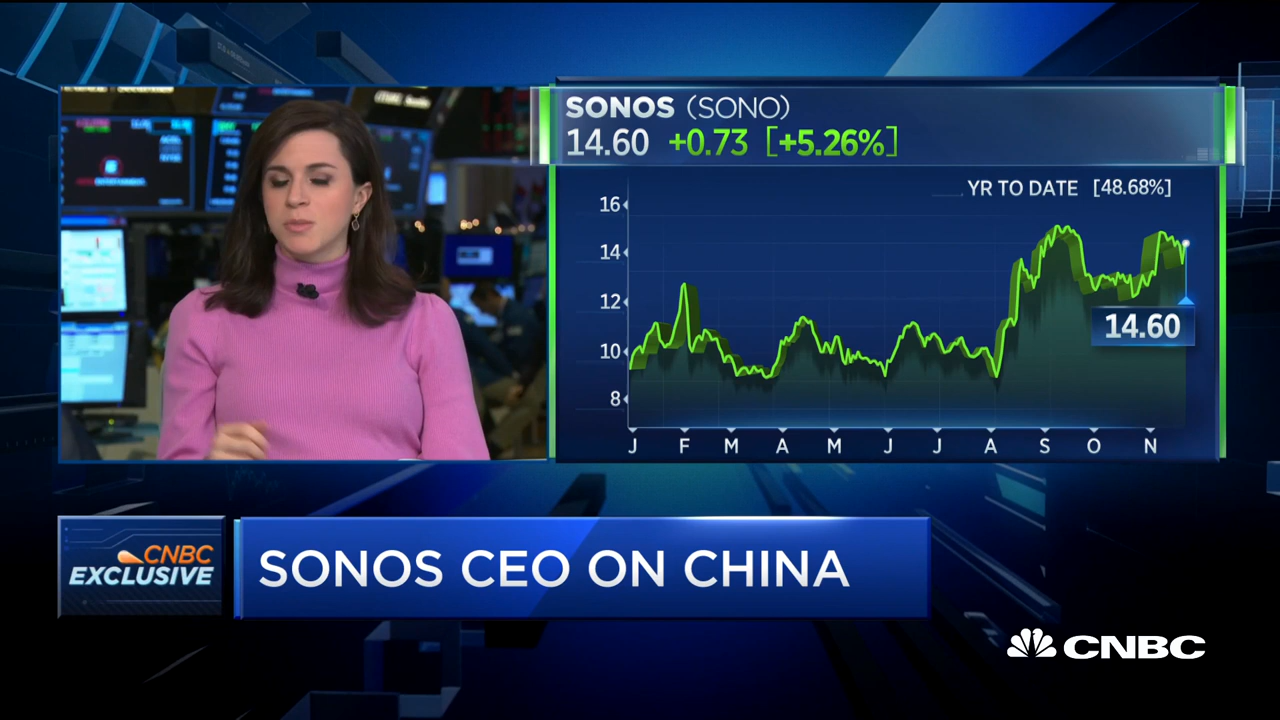 SONOS (SONO)
14.60 +0.73 [+5.26%]
YR TO DATE [48.68%]
16
14
12
10
8
14.60
J F M A M J J A S O N
CNBC
EXCLUSIVE
SONOS CEO ON CHINA
CNBC